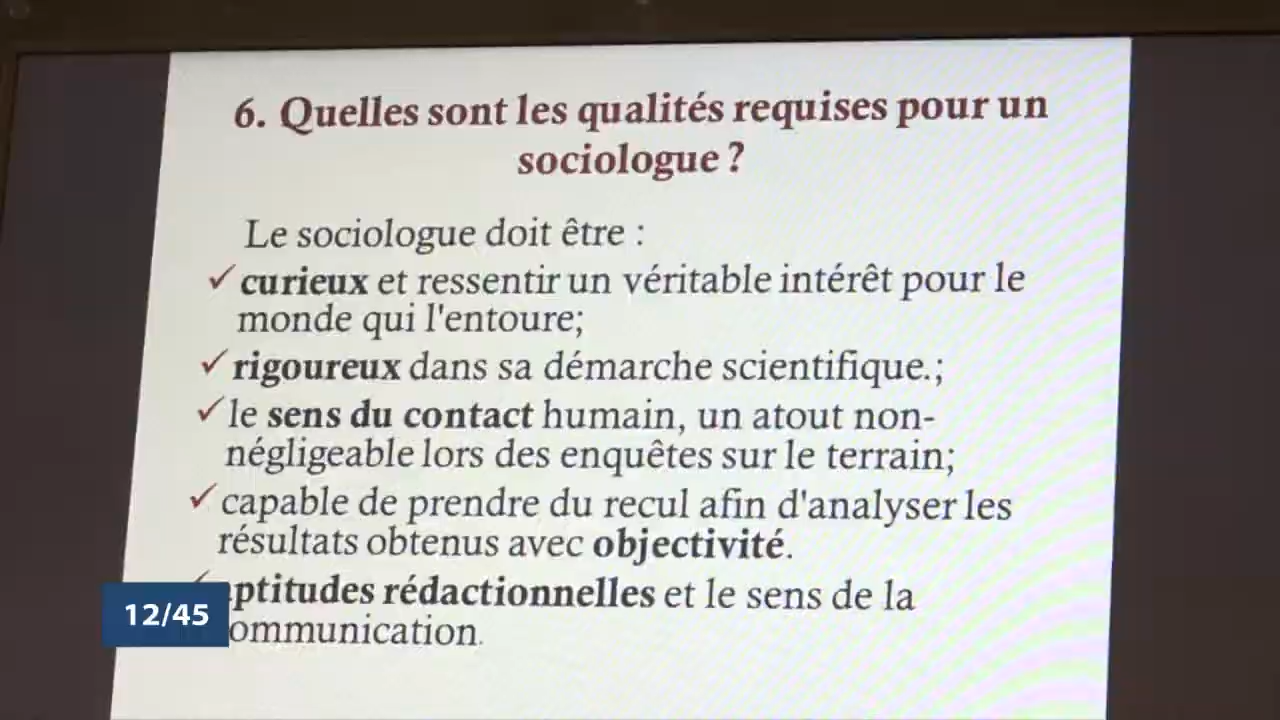 6. Quelles sont les qualités requises pour un
sociologue ?
Le sociologue doit être :
✓ curieux et ressentir un véritable intérêt pour le
monde qui l'entoure;
✓ rigoureux dans sa démarche scientifique.;
✓ le sens du contact humain, un atout non-
négligeable lors des enquêtes sur le terrain;
✓ capable de prendre du recul afin d'analyser les
résultats obtenus avec objectivité.
ptitudes rédactionnelles et le sens de la
ommunication.
12/45